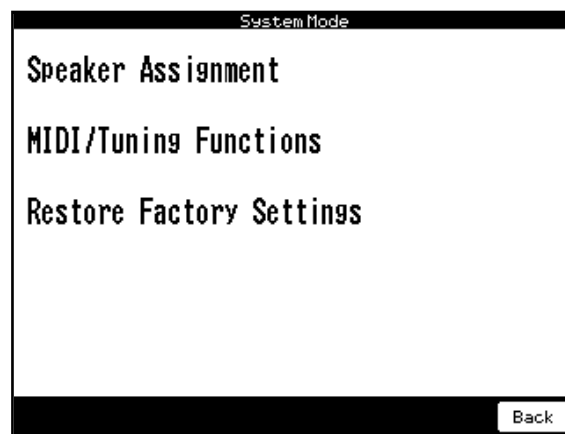 System Mode
Speaker Assignment
MIDI/Tuning Functions
Restore Factory Settings
Back